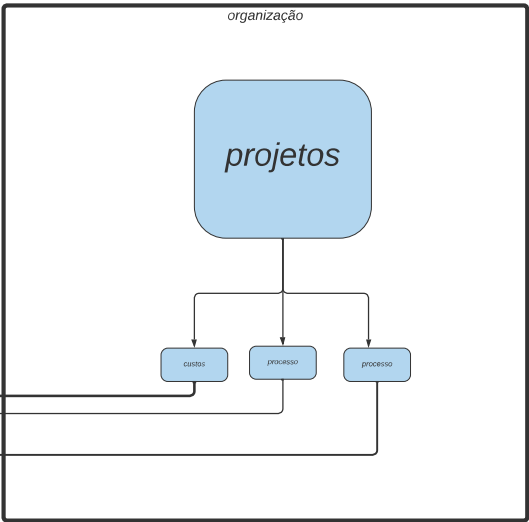 organização
projetos
custos
processo
processo